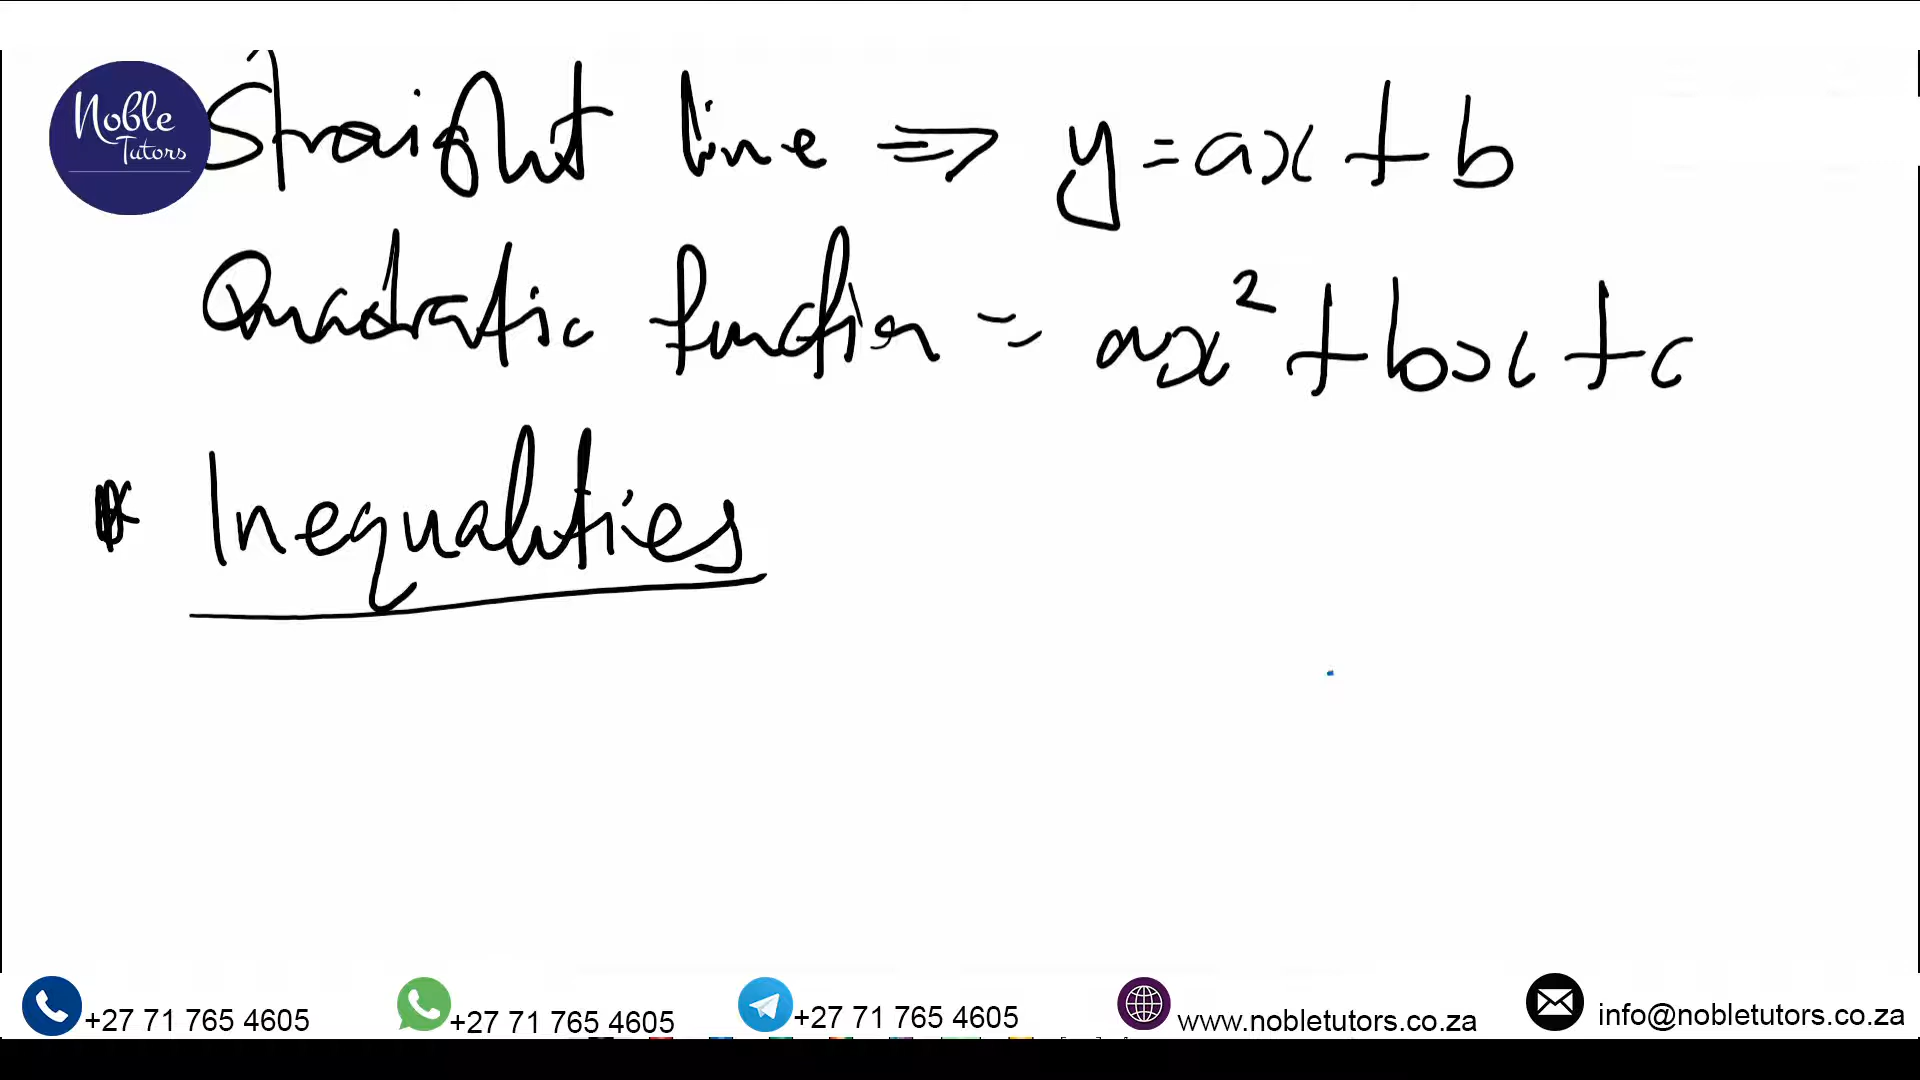 Noble
Tutors
Straight line ⇒ y = ax + b
Quadratic function = ax² + bx + c
* Inequalities
+27 71 765 4605
+27 71 765 4605
+27 71 765 4605
www.nobletutors.co.za
info@nobletutors.co.za